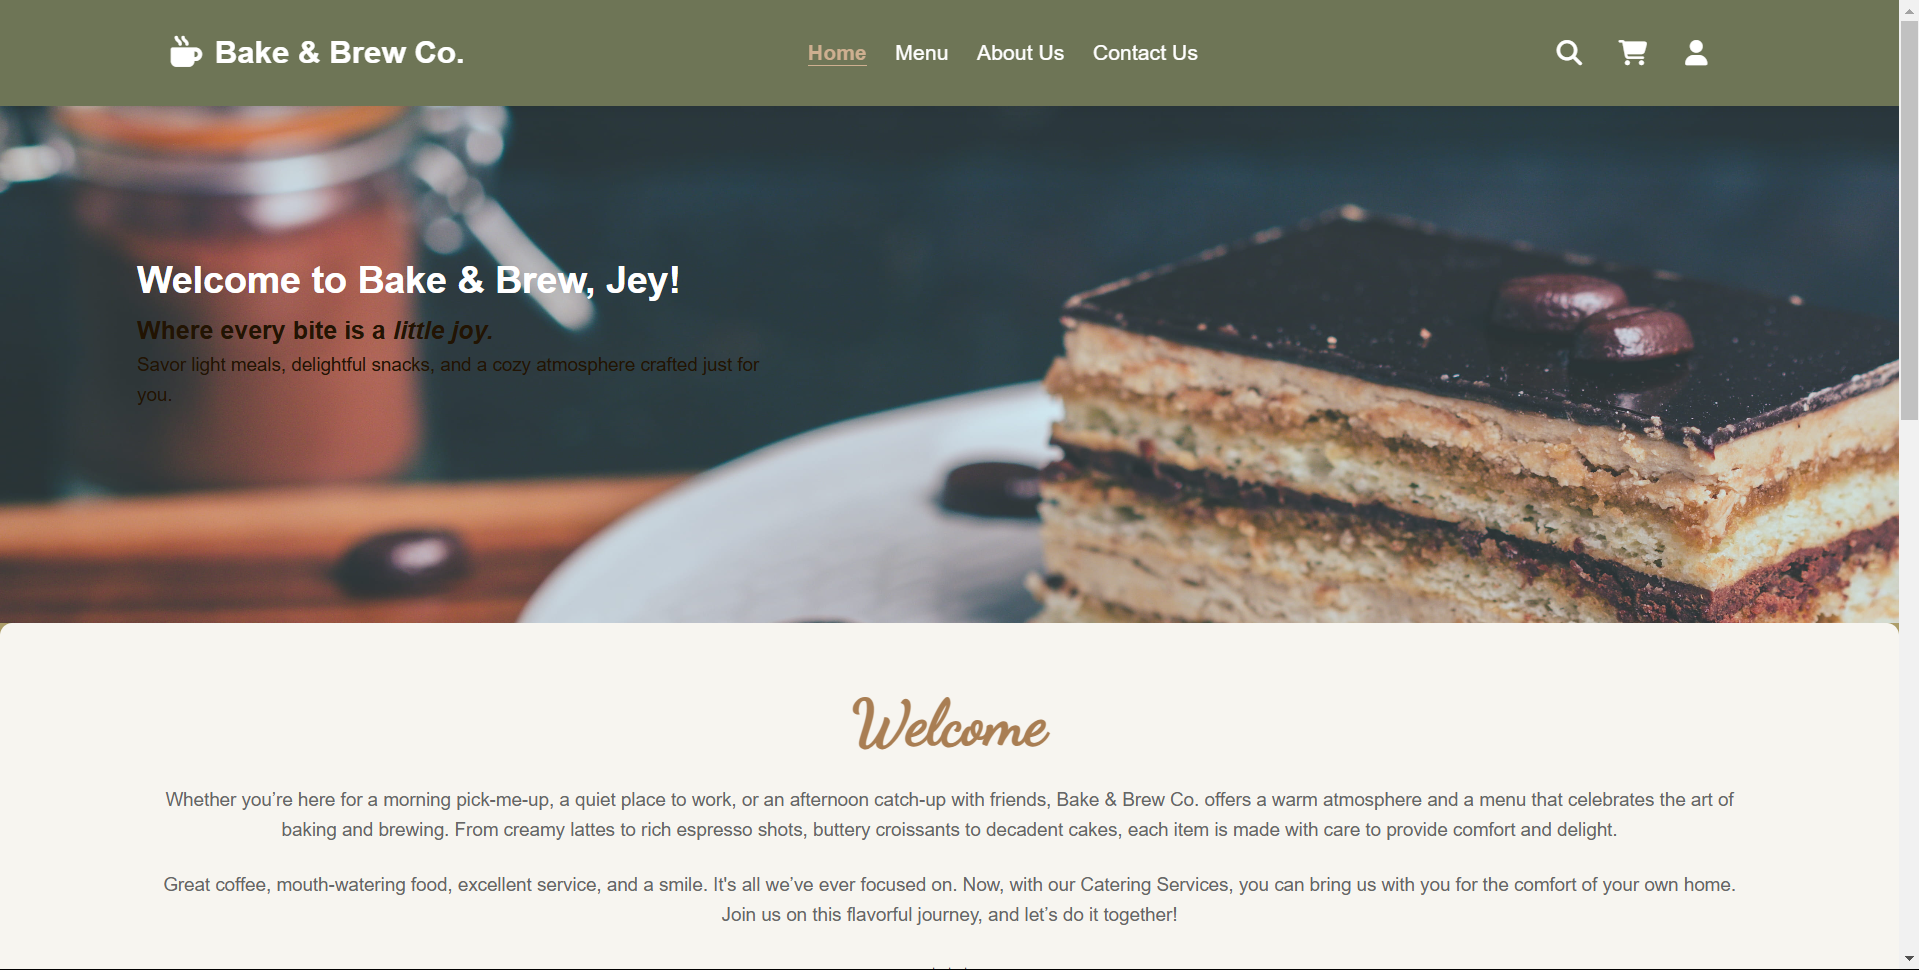 Bake & Brew Co.
Home Menu About Us Contact Us
Welcome to Bake & Brew, Jey!
Where every bite is a little joy.
Savor light meals, delightful snacks, and a cozy atmosphere crafted just for
you.
Welcome
Whether you’re here for a morning pick-me-up, a quiet place to work, or an afternoon catch-up with friends, Bake & Brew Co. offers a warm atmosphere and a menu that celebrates the art of
baking and brewing. From creamy lattes to rich espresso shots, buttery croissants to decadent cakes, each item is made with care to provide comfort and delight.
Great coffee, mouth-watering food, excellent service, and a smile. It's all we’ve ever focused on. Now, with our Catering Services, you can bring us with you for the comfort of your own home.
Join us on this flavorful journey, and let’s do it together!